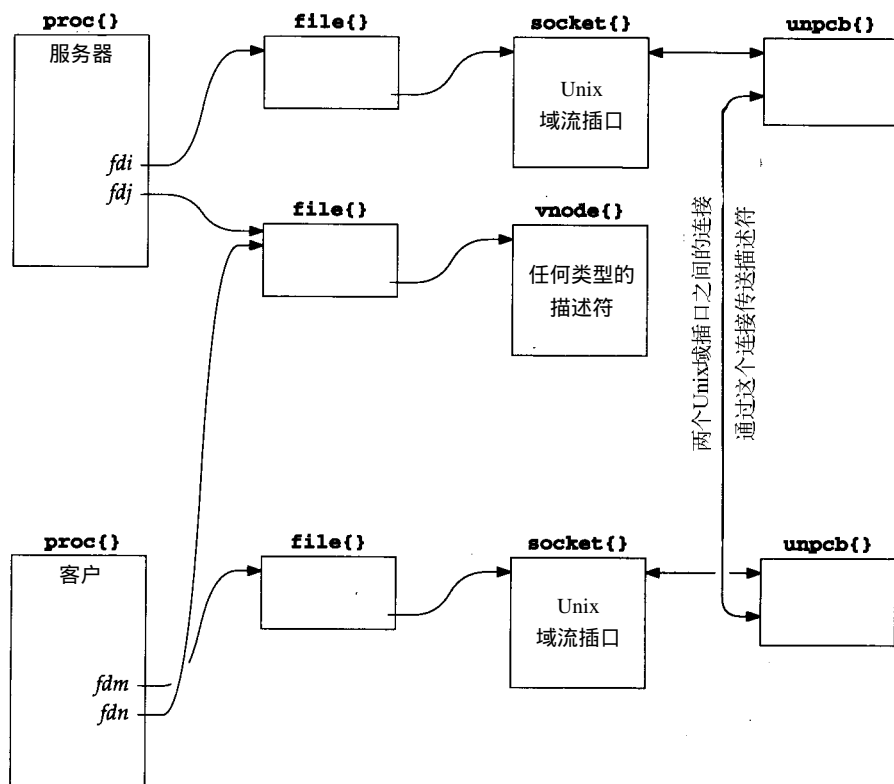 proc{}
file{}
socket{}
unpcb{}
服务器
Unix
域流插口
fdi
fdj
file{}
vnode{}
任何类型的
描述符
两个Unix域插口之间的连接
通过这个连接传送描述符
proc{}
file{}
socket{}
unpcb{}
客户
Unix
域流插口
fdm
fdn